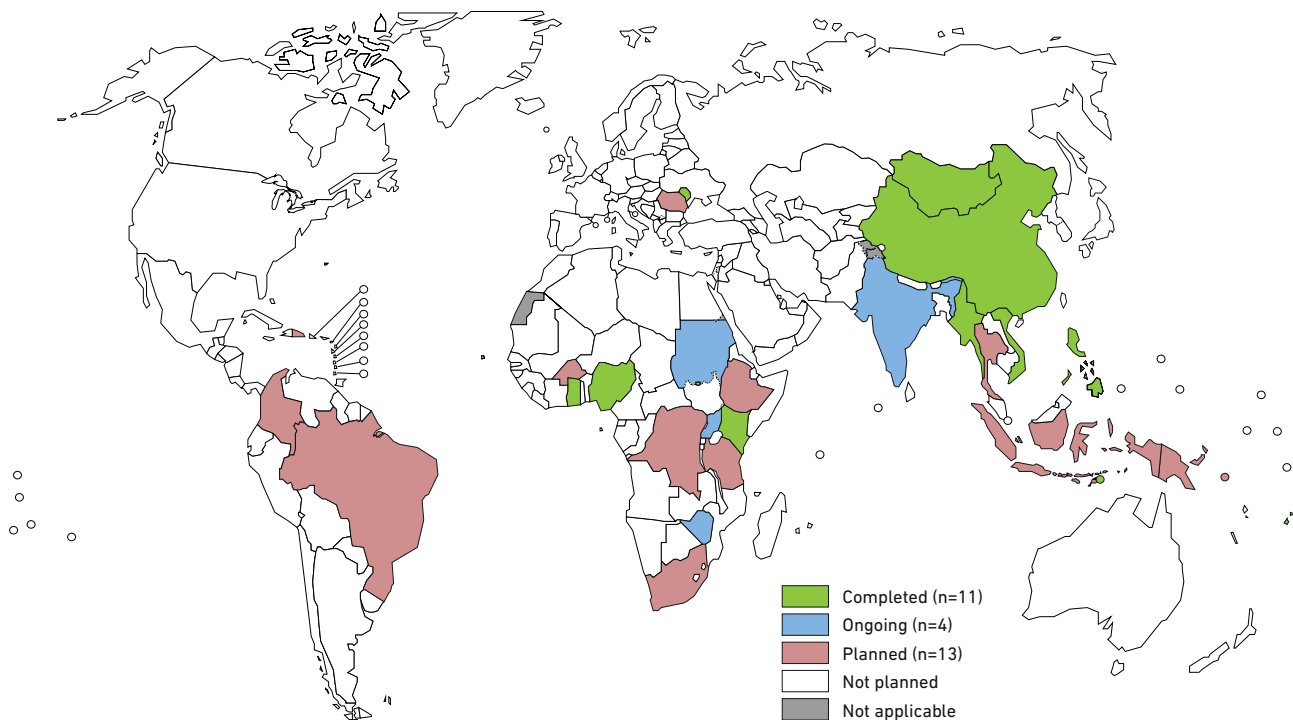 Completed (n=11)
Ongoing (n=4)
Planned (n=13)
Not planned
Not applicable